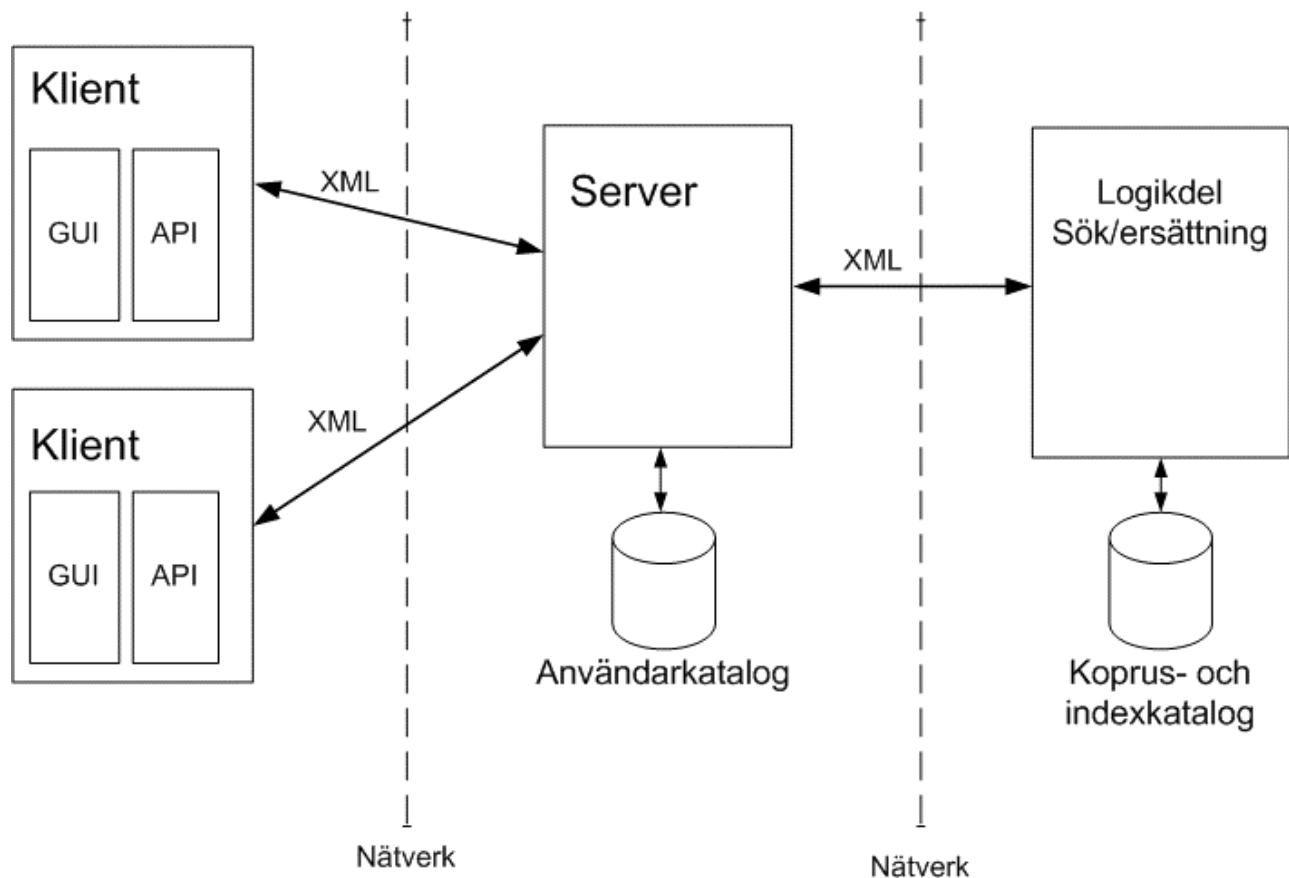 Klient
GUI
API
XML
Klient
GUI
API
XML
Server
XML
Logikdel
Sök/ersättning
Användarkatalog
Koprus- och
indexkatalog
Nätverk
Nätverk